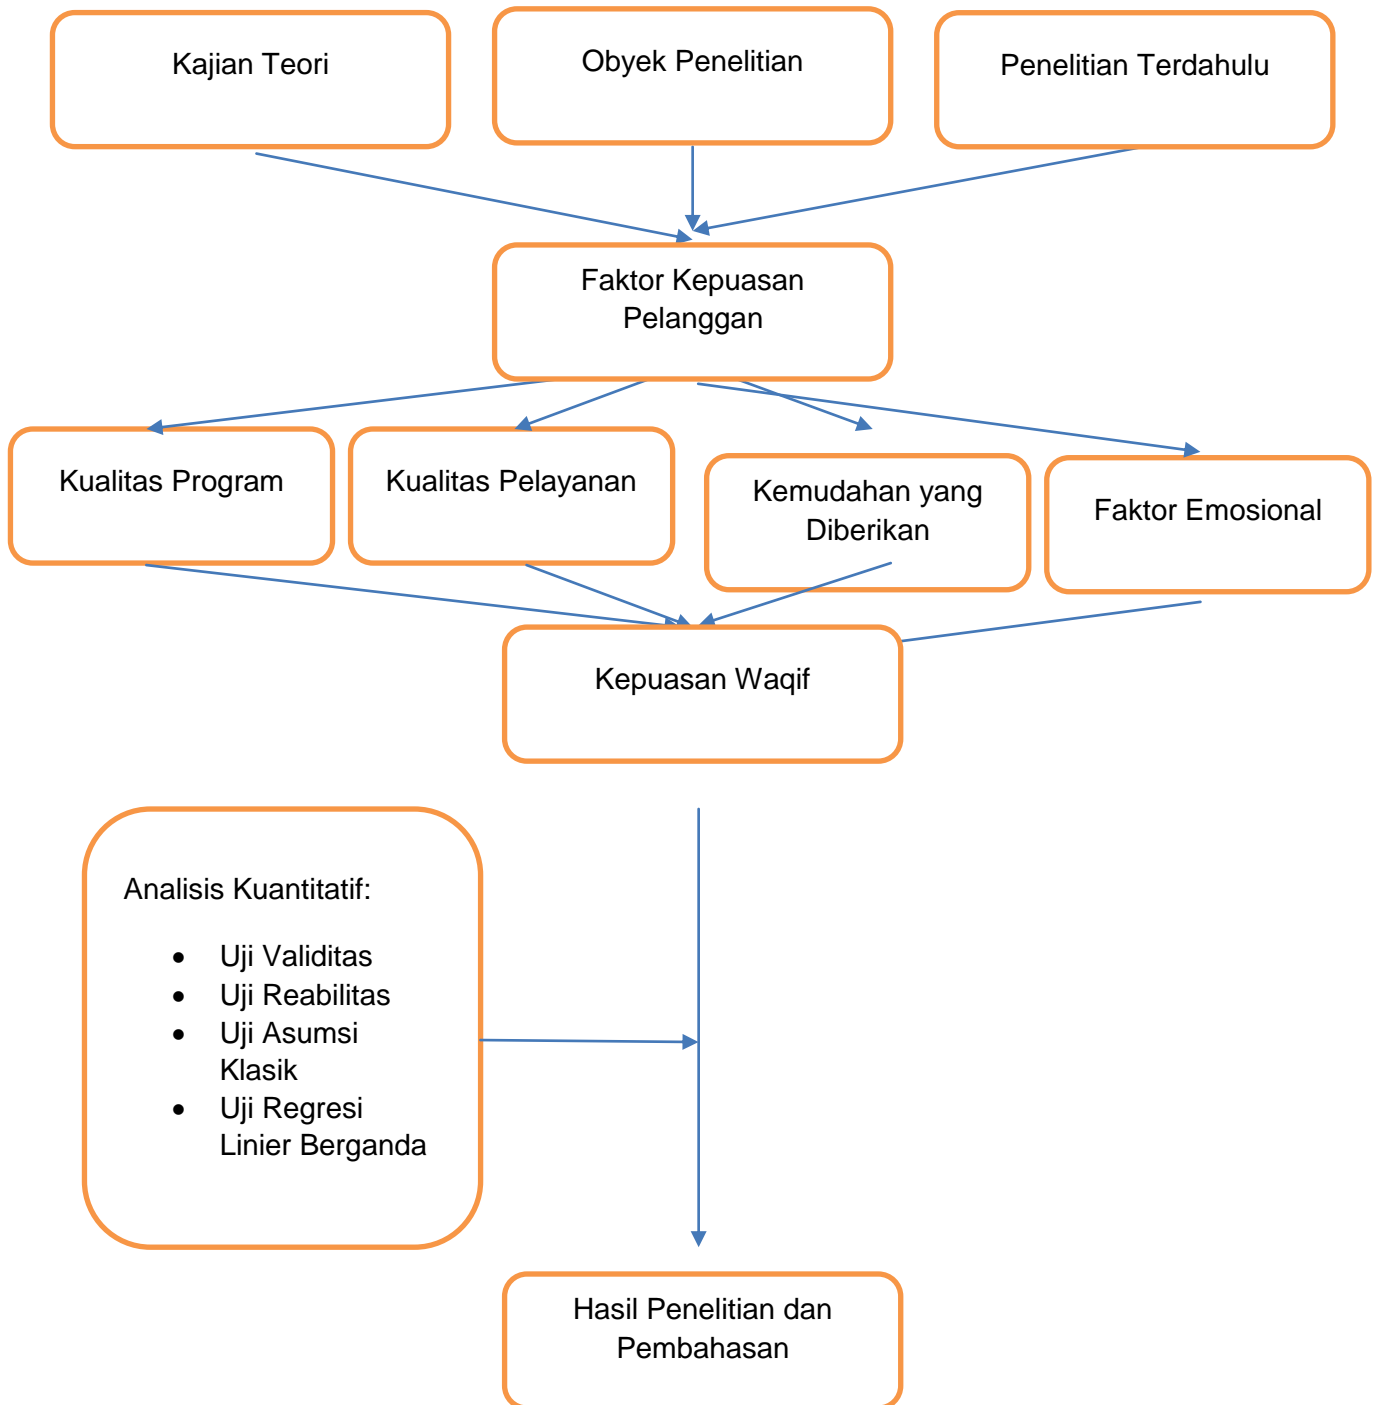 Kajian Teori
Obyek Penelitian
Penelitian Terdahulu
Faktor Kepuasan
Pelanggan
Kualitas Program
Kualitas Pelayanan
Kemudahan yang
Diberikan
Faktor Emosional
Kepuasan Waqif
Analisis Kuantitatif:
• Uji Validitas
• Uji Reabilitas
• Uji Asumsi
Klasik
• Uji Regresi
Linier Berganda
Hasil Penelitian dan
Pembahasan